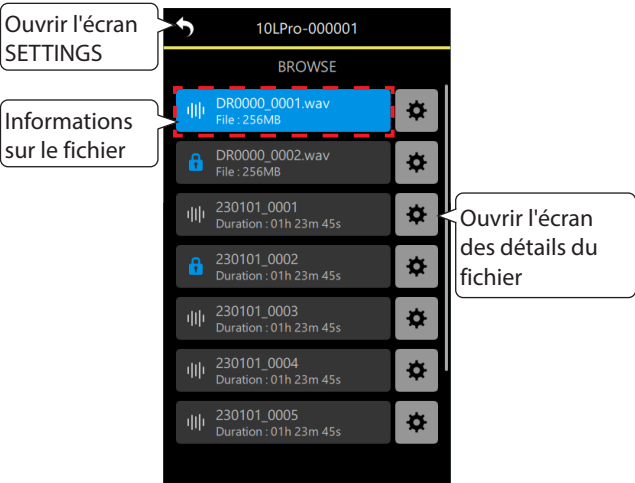 Ouvrir l'écran
SETTINGS
10LPro-000001
BROWSE
Informations
sur le fichier
DR0000_0001.wav
File : 256MB
DR0000_0002.wav
File : 256MB
230101_0001
Duration : 01h 23m 45s
Ouvrir l'écran
des détails du
fichier
230101_0002
Duration : 01h 23m 45s
230101_0003
Duration : 01h 23m 45s
230101_0004
Duration : 01h 23m 45s
230101_0005
Duration : 01h 23m 45s